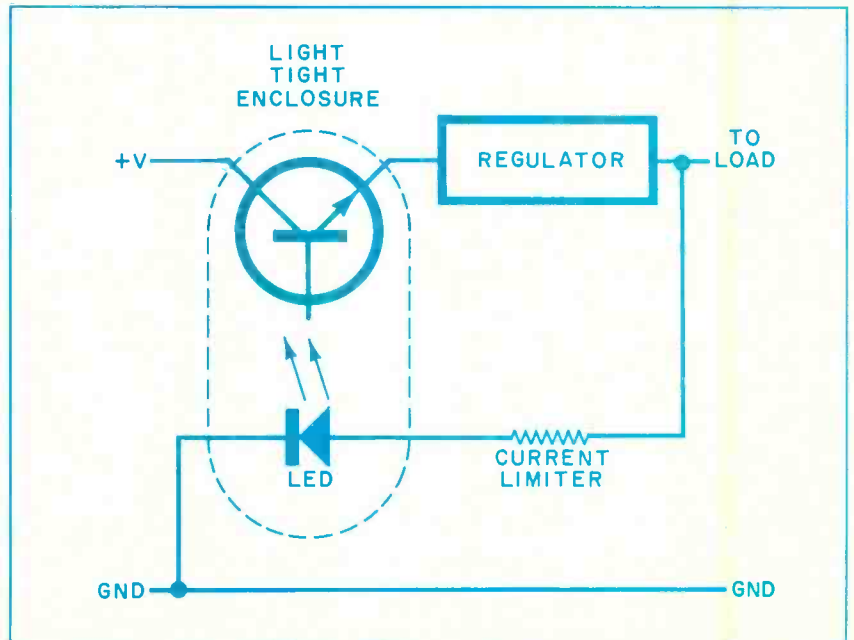 LIGHT
TIGHT
ENCLOSURE
+V
REGULATOR
TO
LOAD
LED
CURRENT
LIMITER
GND
GND